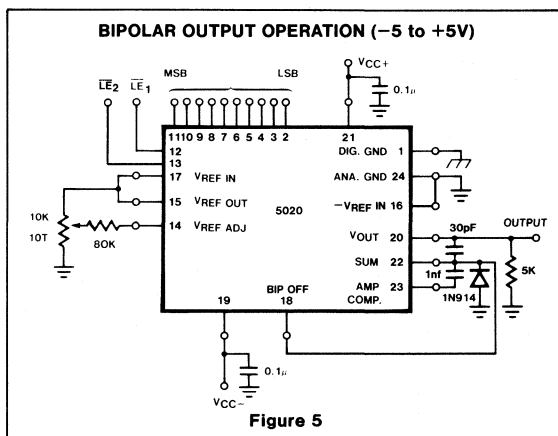 BIPOLAR OUTPUT OPERATION (−5 to +5V)
VCC+
0.1µ
LE2 LE1 MSB LSB
11 10 9 8 7 6 5 4 3 2 21
12 DIG. GND 1
13
17 VREF IN ANA. GND 24
15 VREF OUT −VREF IN 16
5020
10K
10T
80K
14 VREF ADJ
30pF OUTPUT
VOUT 20
SUM 22
5K
1nf
1N914
AMP 23
COMP.
19 BIP OFF
18
0.1µ
VCC−
Figure 5